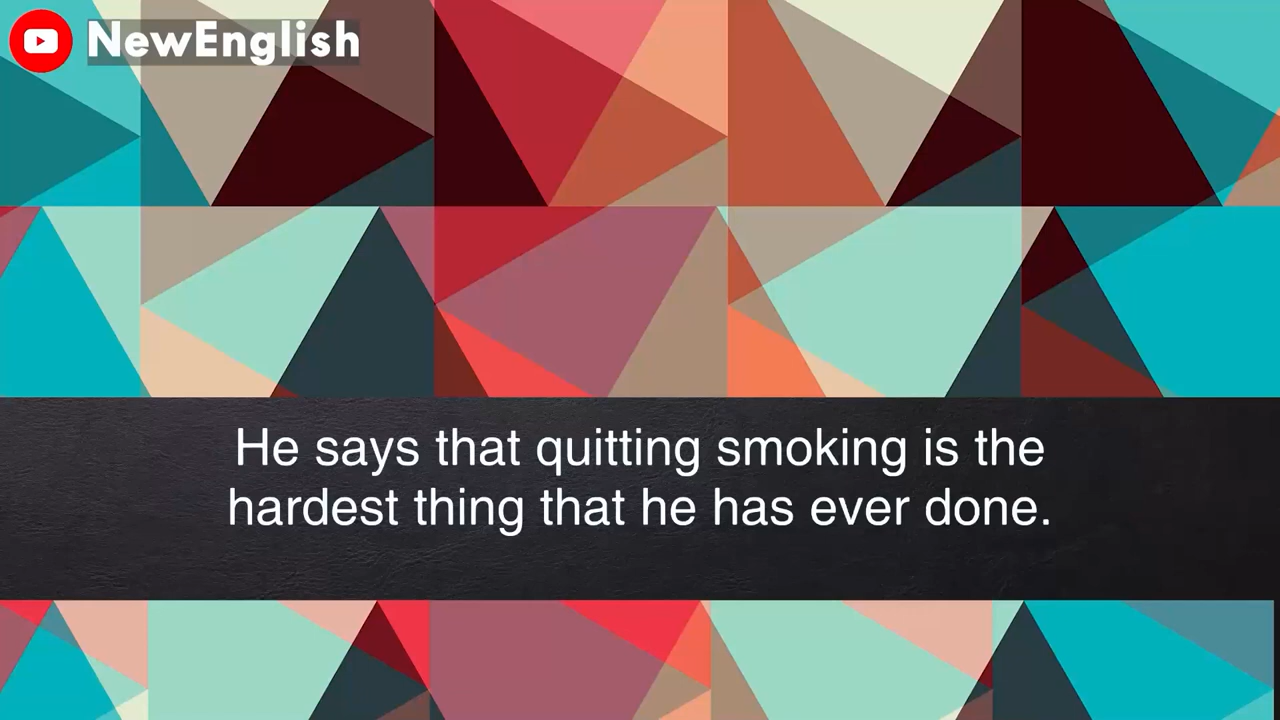 NewEnglish
He says that quitting smoking is the
hardest thing that he has ever done.